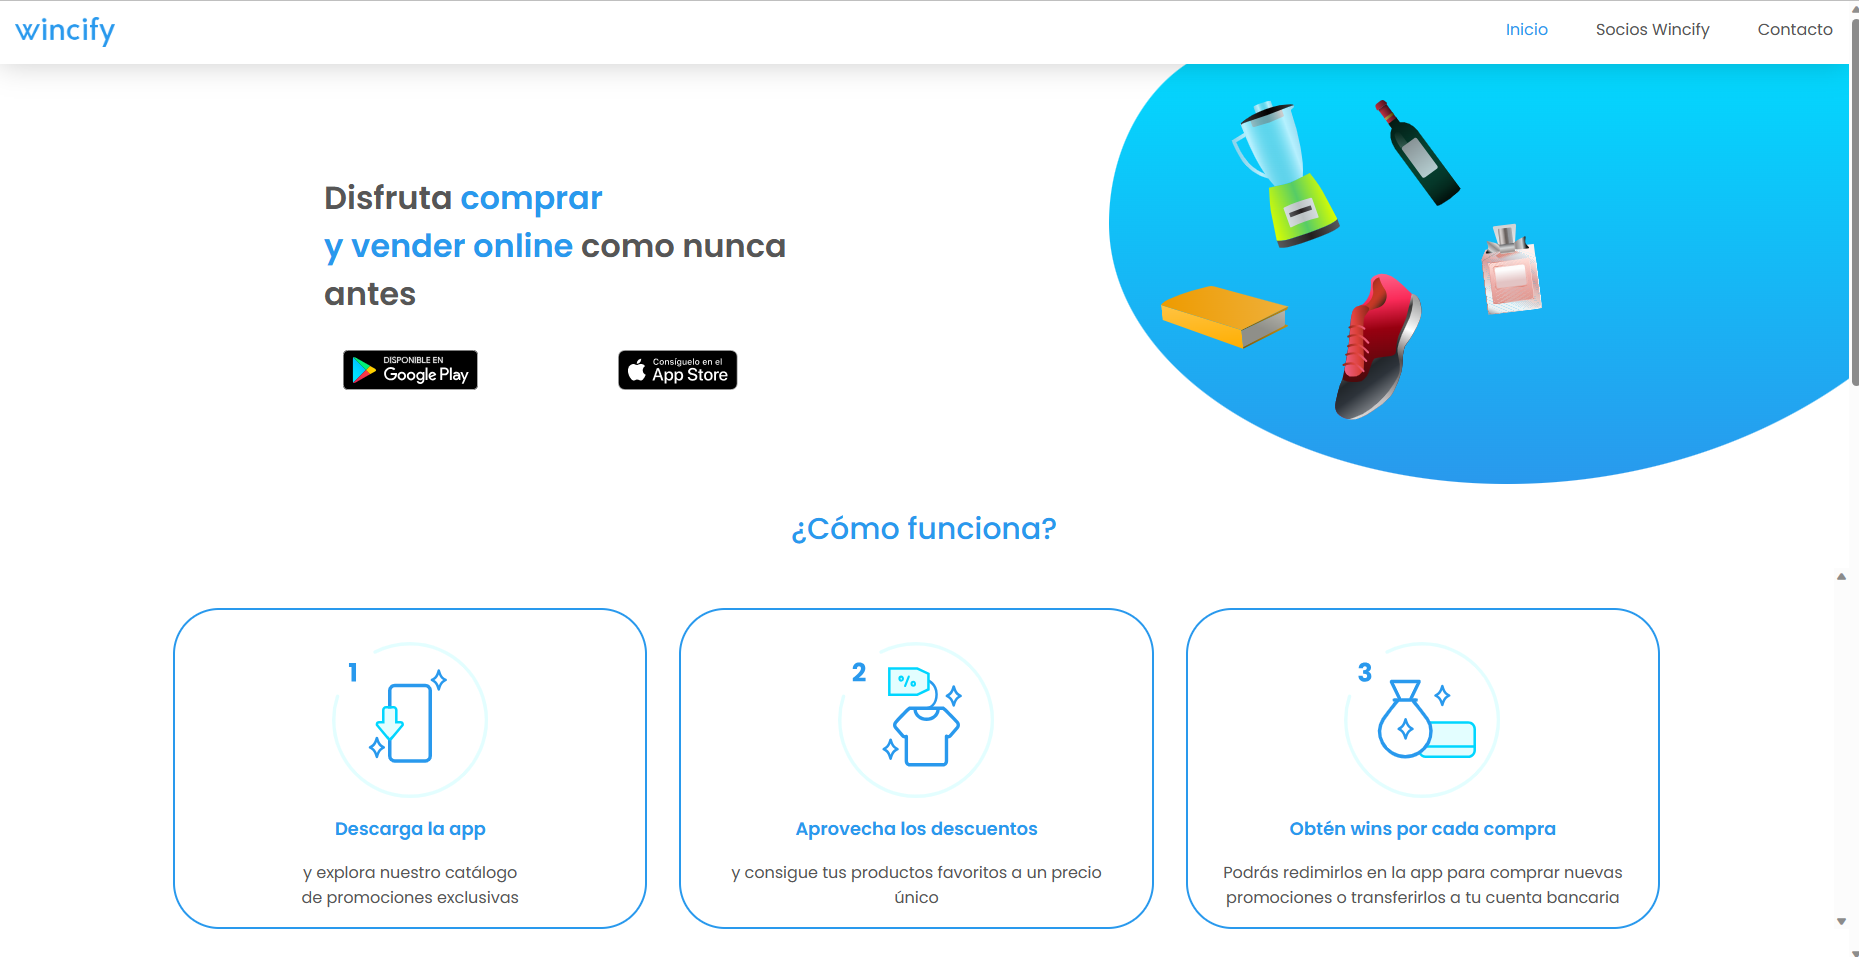 wincify
Inicio
Socios Wincify
Contacto
Disfruta comprar
y vender online como nunca
antes
DISPONIBLE EN
Google Play
Consíguelo en el
App Store
¿Cómo funciona?
1
Descarga la app
y explora nuestro catálogo
de promociones exclusivas
2
%
Aprovecha los descuentos
y consigue tus productos favoritos a un precio
único
3
Obtén wins por cada compra
Podrás redimirlos en la app para comprar nuevas
promociones o transferirlos a tu cuenta bancaria